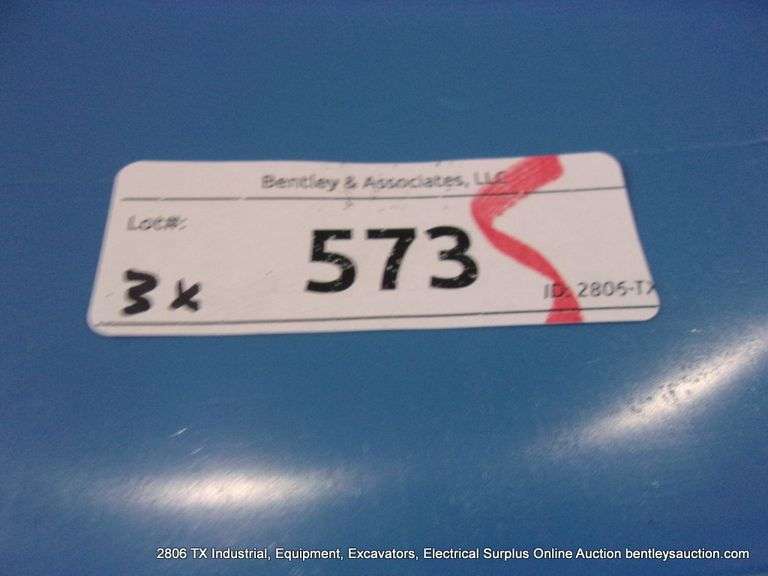 Bentley & Associates, LLC
Lot#:
573
3 x
ID: 2806-TX
2806 TX Industrial, Equipment, Excavators, Electrical Surplus Online Auction bentleysauction.com